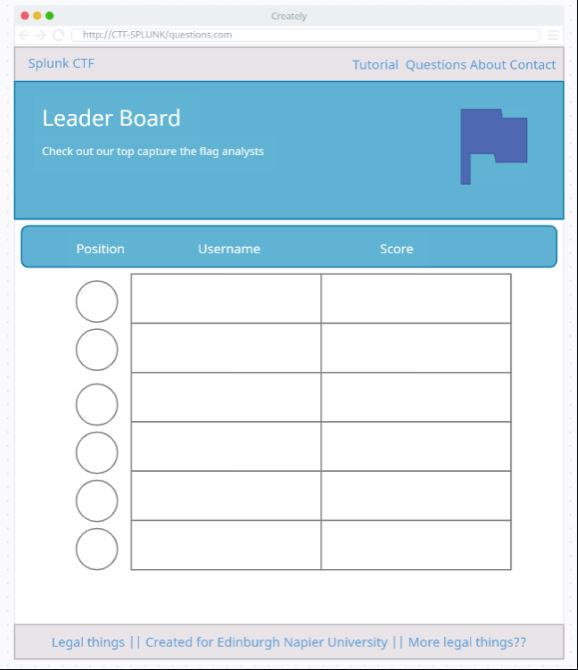 Creately
http://CTF-SPLUNK/questions.com
Splunk CTF Tutorial Questions About Contact
Leader Board
Check out our top capture the flag analysts
Position Username Score
Legal things || Created for Edinburgh Napier University || More legal things??